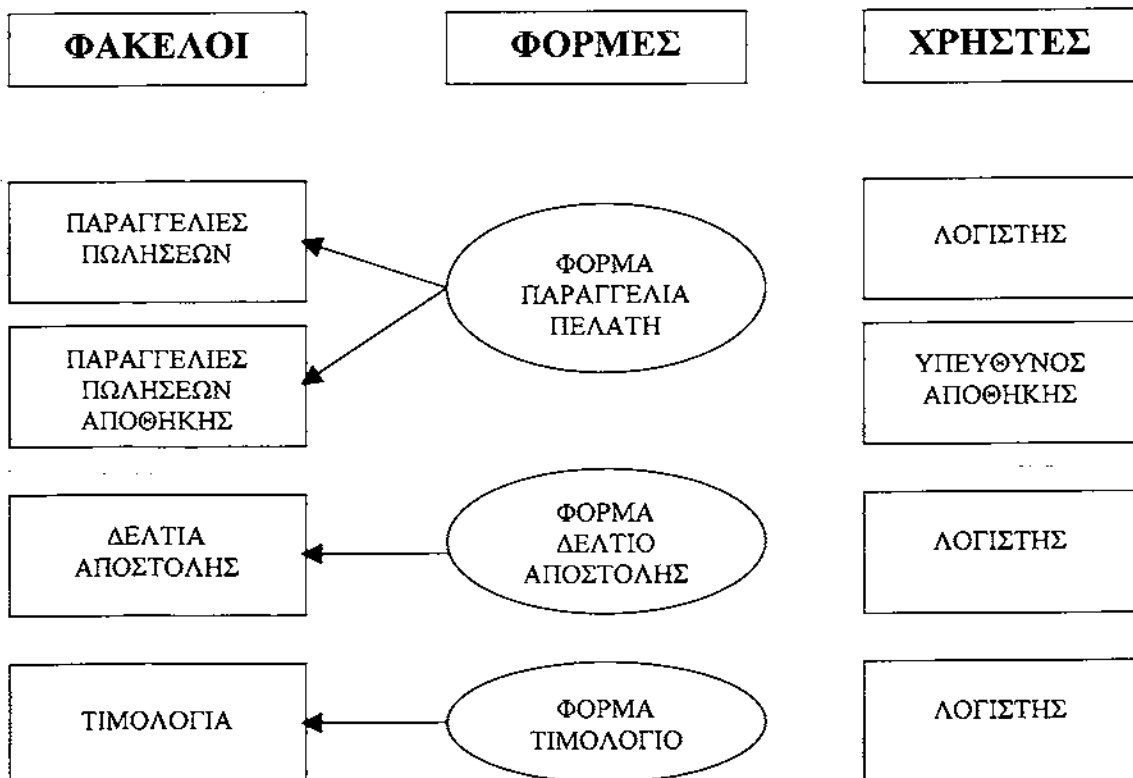 ΦΑΚΕΛΟΙ
ΦΟΡΜΕΣ
ΧΡΗΣΤΕΣ
ΠΑΡΑΓΓΕΛΙΕΣ
ΠΩΛΗΣΕΩΝ
ΦΟΡΜΑ
ΠΑΡΑΓΓΕΛΙΑ
ΠΕΛΑΤΗ
ΛΟΓΙΣΤΗΣ
ΠΑΡΑΓΓΕΛΙΕΣ
ΠΩΛΗΣΕΩΝ
ΑΠΟΘΗΚΗΣ
ΥΠΕΥΘΥΝΟΣ
ΑΠΟΘΗΚΗΣ
ΔΕΛΤΙΑ
ΑΠΟΣΤΟΛΗΣ
ΦΟΡΜΑ
ΔΕΛΤΙΟ
ΑΠΟΣΤΟΛΗΣ
ΛΟΓΙΣΤΗΣ
ΤΙΜΟΛΟΓΙΑ
ΦΟΡΜΑ
ΤΙΜΟΛΟΓΙΟ
ΛΟΓΙΣΤΗΣ